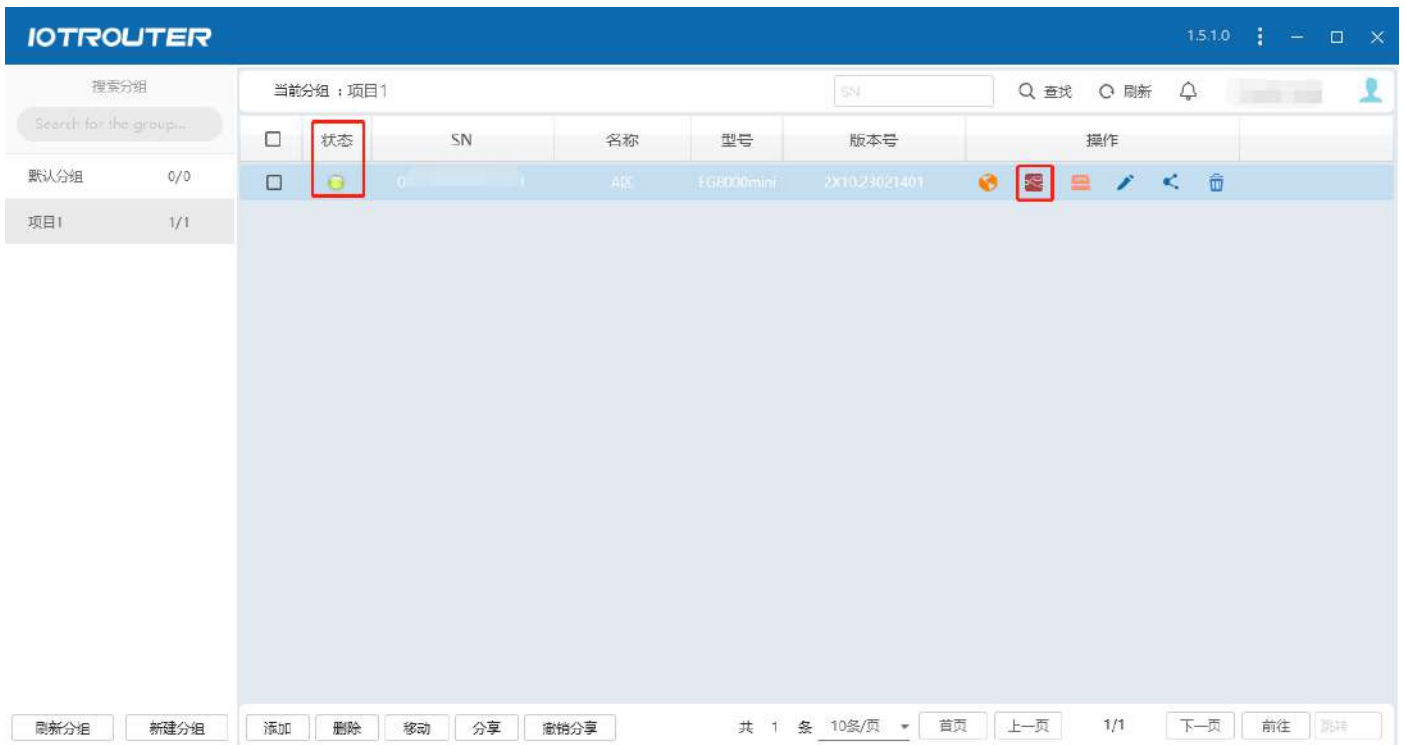 IOTROUTER
1.5.1.0
搜索分组
Search for the group...
默认分组 0/0
项目1 1/1
当前分组：项目1
SN 查找 刷新
状态 SN 名称 型号 版本号 操作
EG8000mini 2X10.23021401
刷新分组 新建分组
添加 删除 移动 分享 撤销分享 共 1 条 10条/页 首页 上一页 1/1 下一页 前往 跳转